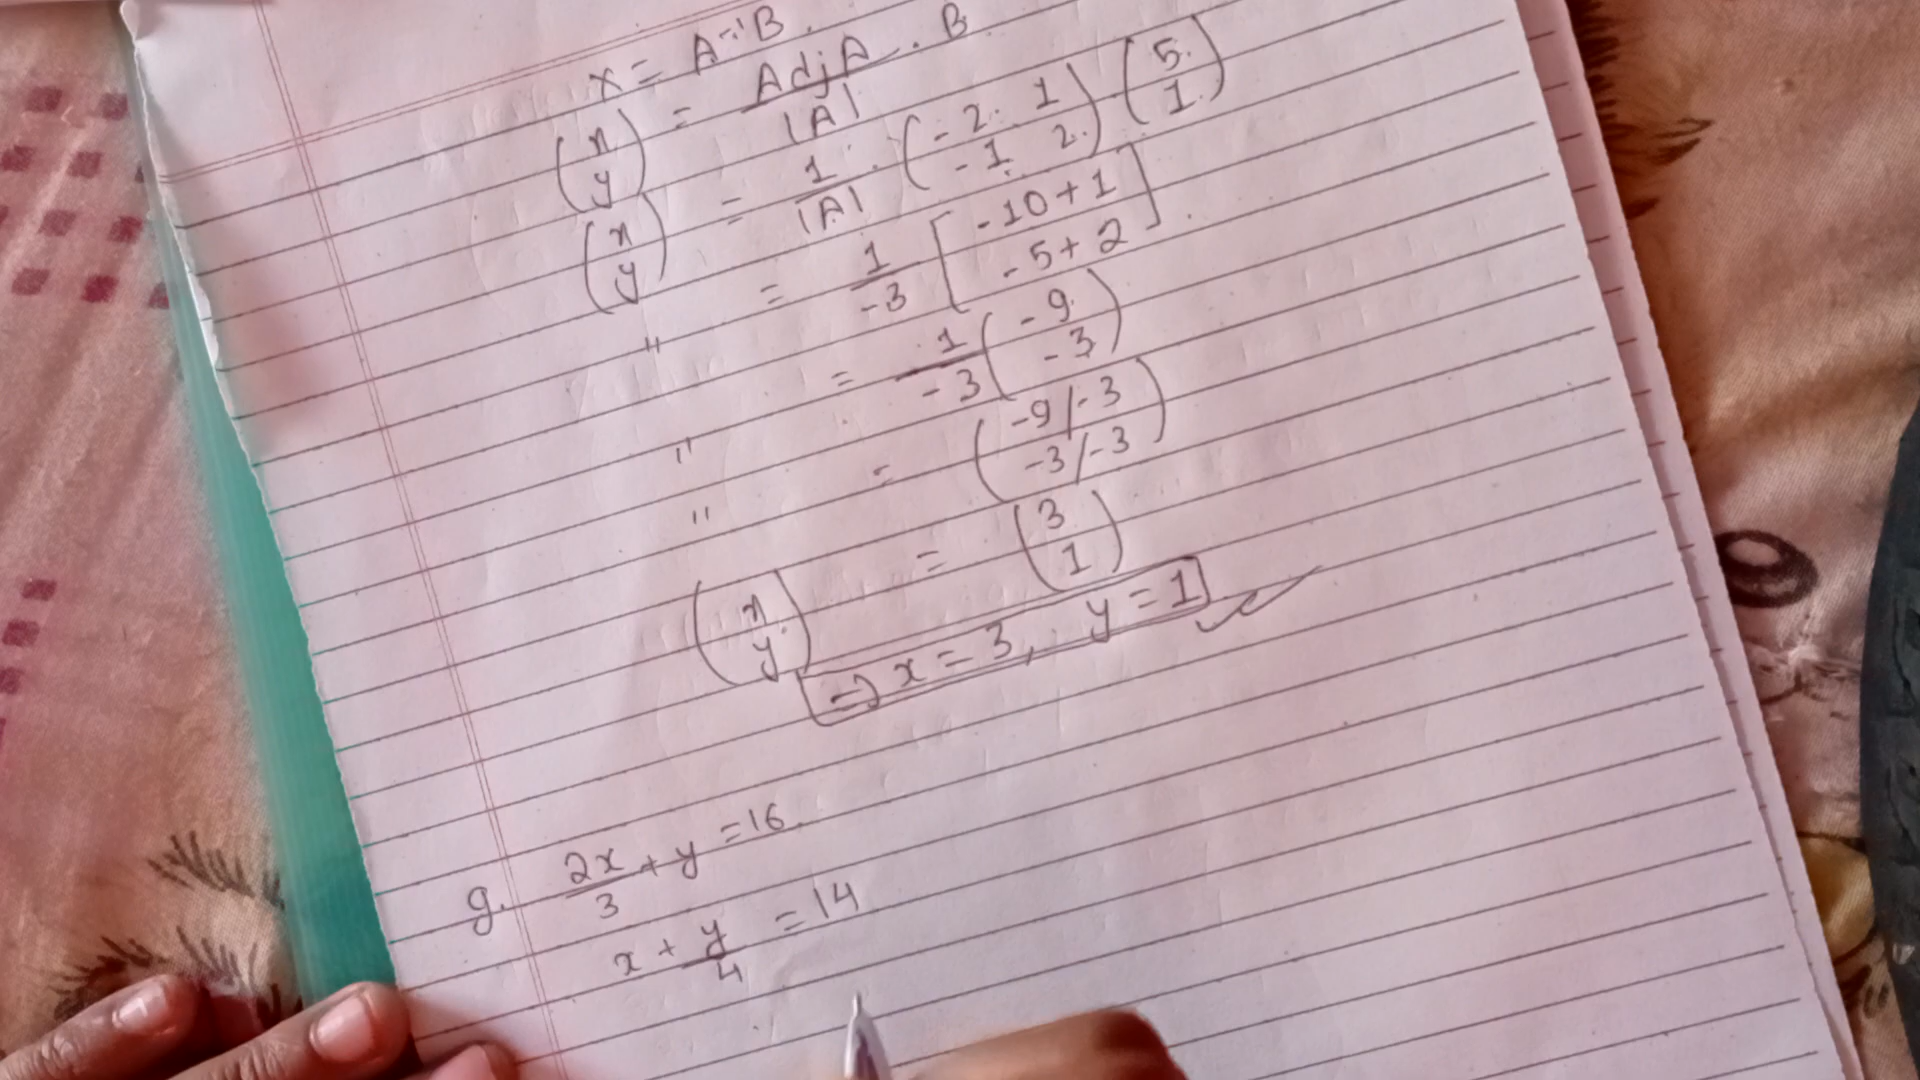 x = A⁻¹B.
(x y) = AdjA / |A| . B
(x y) = 1/|A| . (-2 1 -1 2) (5 1)
" = 1/-3 [-10+1 -5+2]
" = 1/-3 (-9 -3)
" = (-9/-3 -3/-3)
(x y) = (3 1)
→ x = 3, y = 1
g. 2x/3 + y = 16
x + y/4 = 14